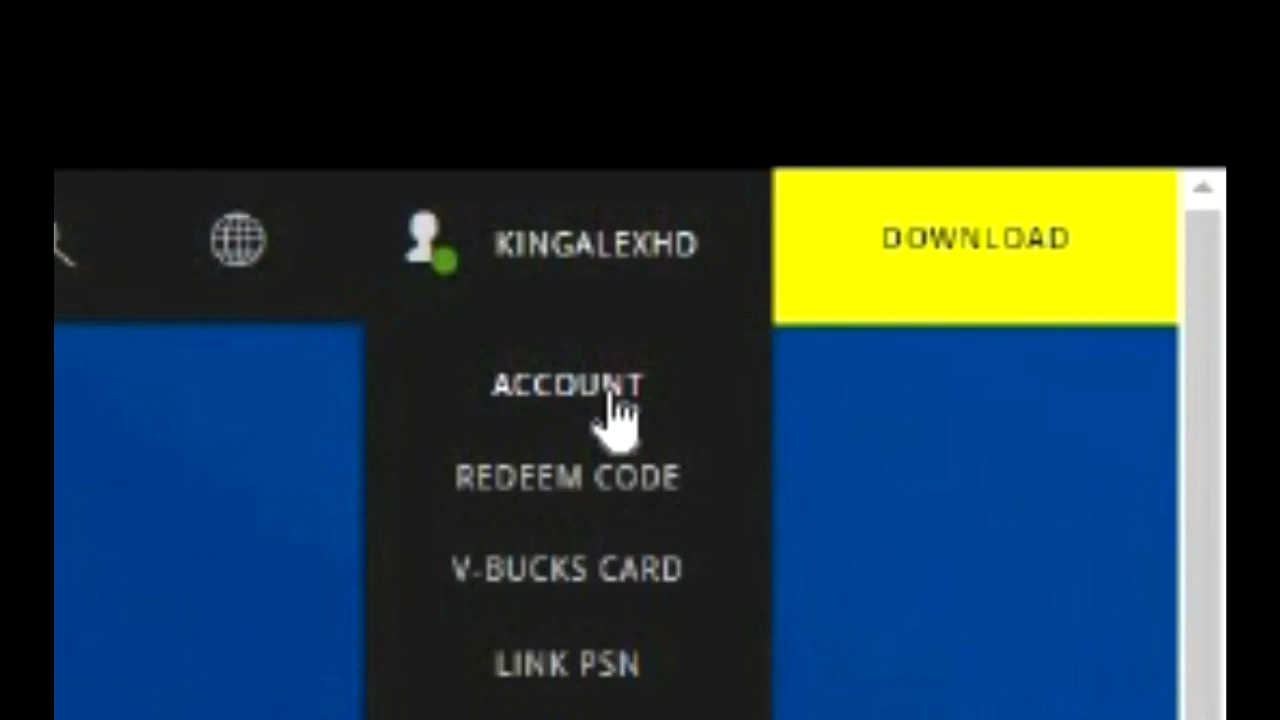 KINGALEXHD
DOWNLOAD
ACCOUNT
REDEEM CODE
V-BUCKS CARD
LINK PSN